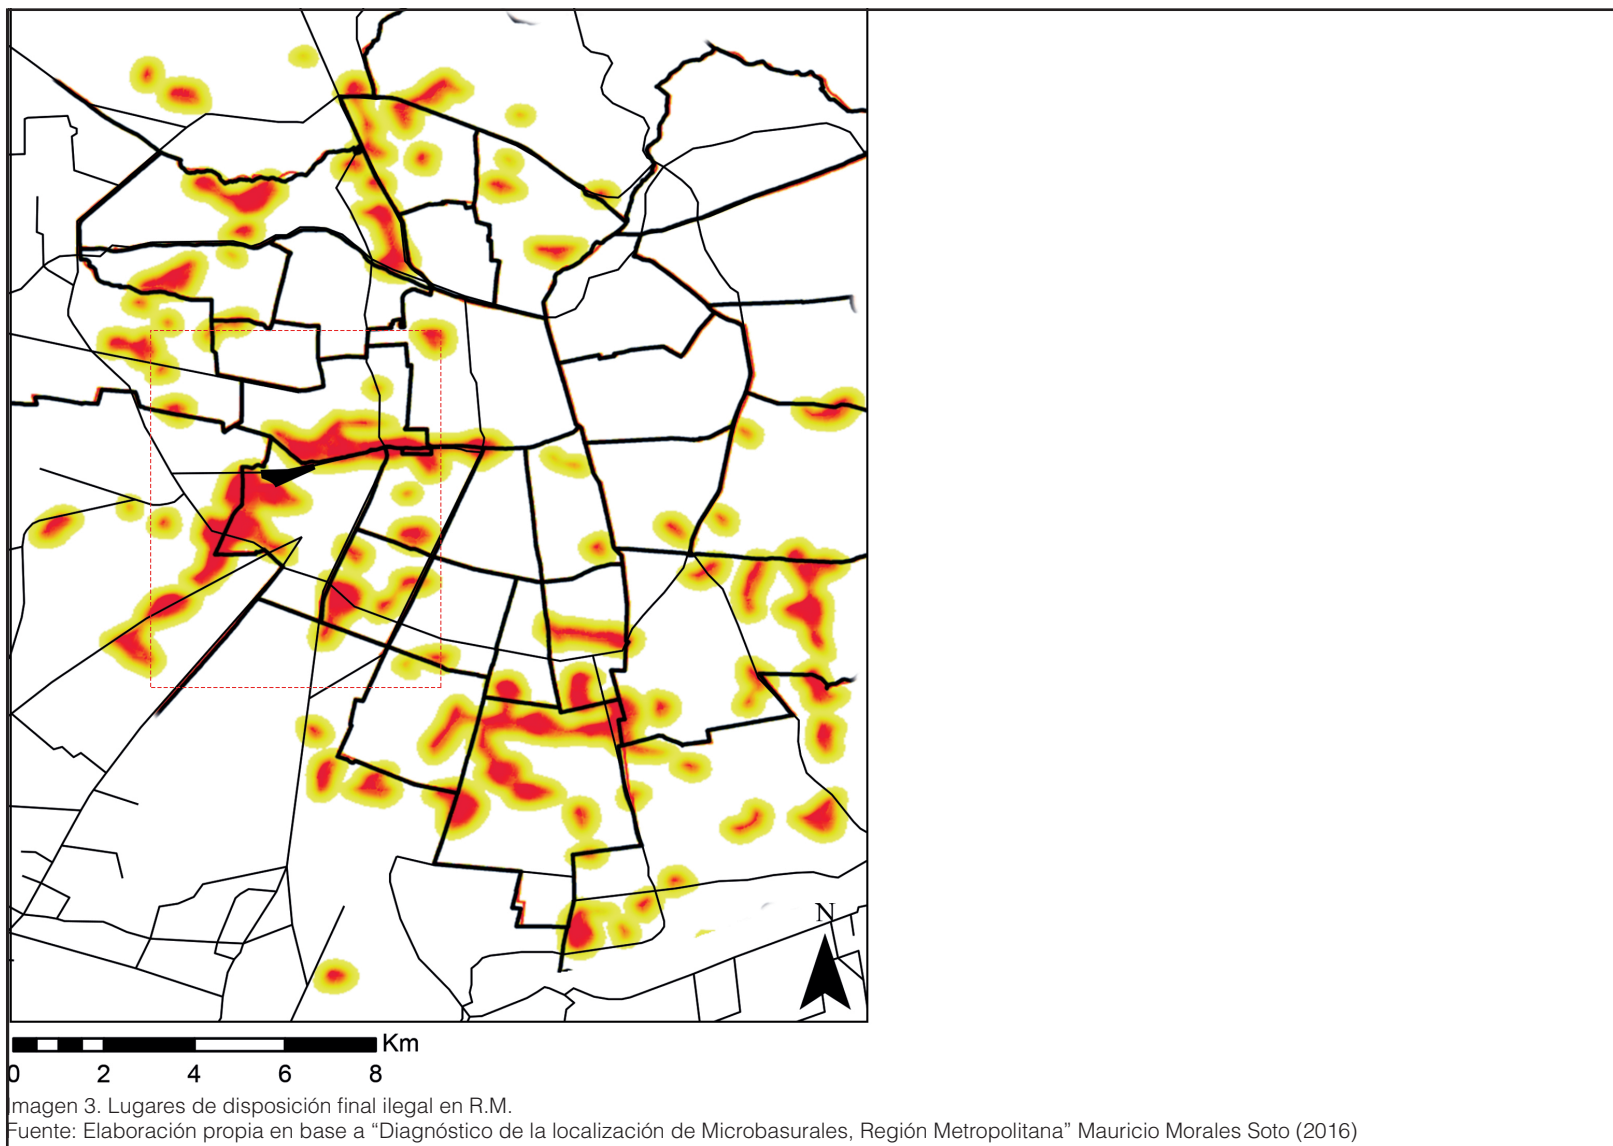 N
Km
0 2 4 6 8
Imagen 3. Lugares de disposición final ilegal en R.M.
Fuente: Elaboración propia en base a “Diagnóstico de la localización de Microbasurales, Región Metropolitana” Mauricio Morales Soto (2016)